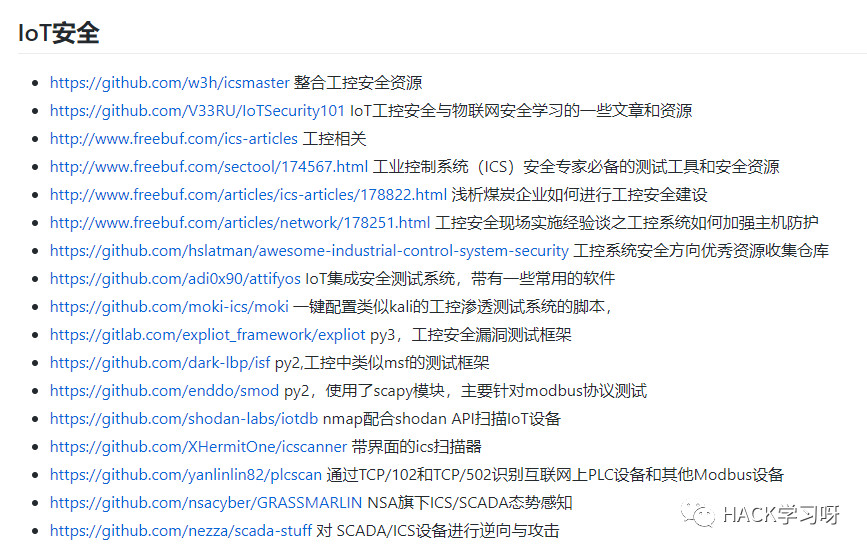 IoT安全
https://github.com/w3h/icsmaster 整合工控安全资源
https://github.com/V33RU/IoTSecurity101 IoT工控安全与物联网安全学习的一些文章和资源
http://www.freebuf.com/ics-articles 工控相关
http://www.freebuf.com/sectool/174567.html 工业控制系统（ICS）安全专家必备的测试工具和安全资源
http://www.freebuf.com/articles/ics-articles/178822.html 浅析煤炭企业如何进行工控安全建设
http://www.freebuf.com/articles/network/178251.html 工控安全现场实施经验谈之工控系统如何加强主机防护
https://github.com/hslatman/awesome-industrial-control-system-security 工控系统安全方向优秀资源收集仓库
https://github.com/adi0x90/attifyos IoT集成安全测试系统，带有一些常用的软件
https://github.com/moki-ics/moki 一键配置类似kali的工控渗透测试系统的脚本，
https://gitlab.com/expliot_framework/expliot py3，工控安全漏洞测试框架
https://github.com/dark-lbp/isf py2,工控中类似msf的测试框架
https://github.com/enddo/smod py2，使用了scapy模块，主要针对modbus协议测试
https://github.com/shodan-labs/iotdb nmap配合shodan API扫描IoT设备
https://github.com/XHermitOne/icscanner 带界面的ics扫描器
https://github.com/yanlinlin82/plcscan 通过TCP/102和TCP/502识别互联网上PLC设备和其他Modbus设备
https://github.com/nsacyber/GRASSMARLIN NSA旗下ICS/SCADA态势感知
https://github.com/nezza/scada-stuff 对 SCADA/ICS设备进行逆向与攻击
HACK学习呀